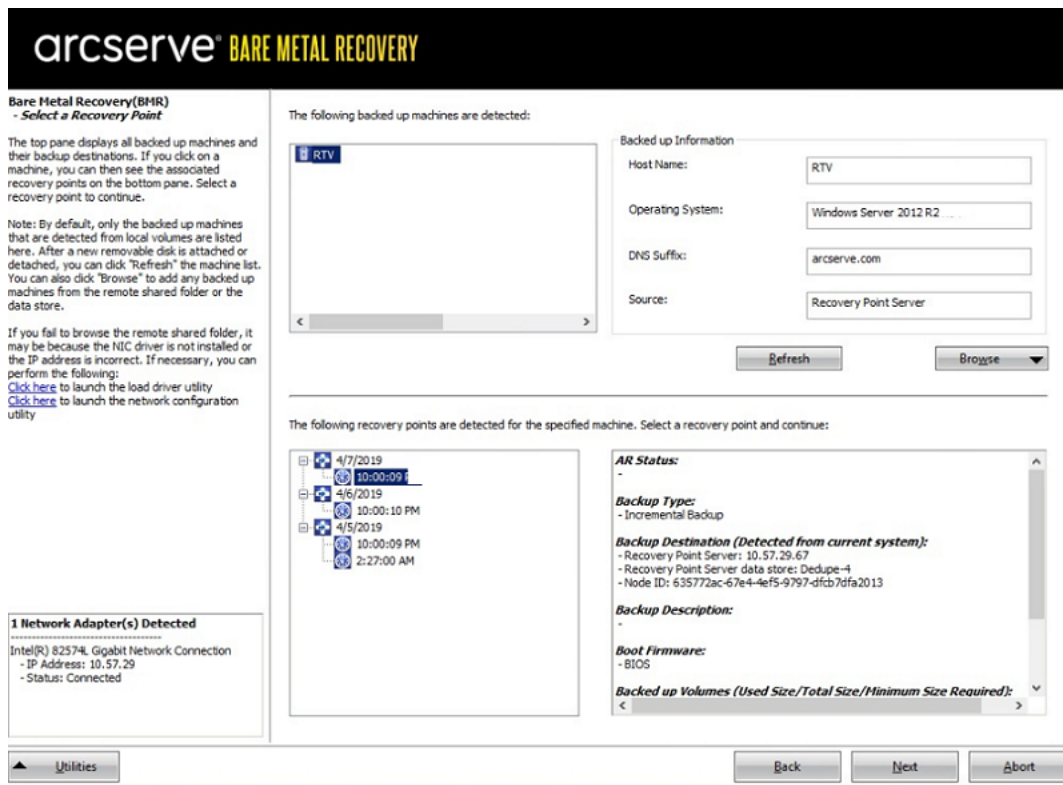 arcserve® BARE METAL RECOVERY
Bare Metal Recovery(BMR)
- Select a Recovery Point
The top pane displays all backed up machines and
their backup destinations. If you click on a
machine, you can then see the associated
recovery points on the bottom pane. Select a
recovery point to continue.
Note: By default, only the backed up machines
that are detected from local volumes are listed
here. After a new removable disk is attached or
detached, you can click "Refresh" the machine list.
You can also click "Browse" to add any backed up
machines from the remote shared folder or the
data store.
If you fail to browse the remote shared folder, it
may be because the NIC driver is not installed or
the IP address is incorrect. If necessary, you can
perform the following:
Click here to launch the load driver utility
Click here to launch the network configuration
utility
1 Network Adapter(s) Detected
Intel(R) 82574L Gigabit Network Connection
- IP Address: 10.57.29
- Status: Connected
The following backed up machines are detected:
RTV
Backed up Information
Host Name: RTV
Operating System: Windows Server 2012 R2
DNS Suffix: arcserve.com
Source: Recovery Point Server
Refresh
Browse
The following recovery points are detected for the specified machine. Select a recovery point and continue:
4/7/2019
10:00:09
4/6/2019
10:00:10 PM
4/5/2019
10:00:09 PM
2:27:00 AM
AR Status:
-
Backup Type:
- Incremental Backup
Backup Destination (Detected from current system):
- Recovery Point Server: 10.57.29.67
- Recovery Point Server data store: Dedupe-4
- Node ID: 635772ac-67e4-4ef5-9797-dfcb7dfa2013
Backup Description:
-
Boot Firmware:
- BIOS
Backed up Volumes (Used Size/Total Size/Minimum Size Required):
Utilities
Back
Next
Abort